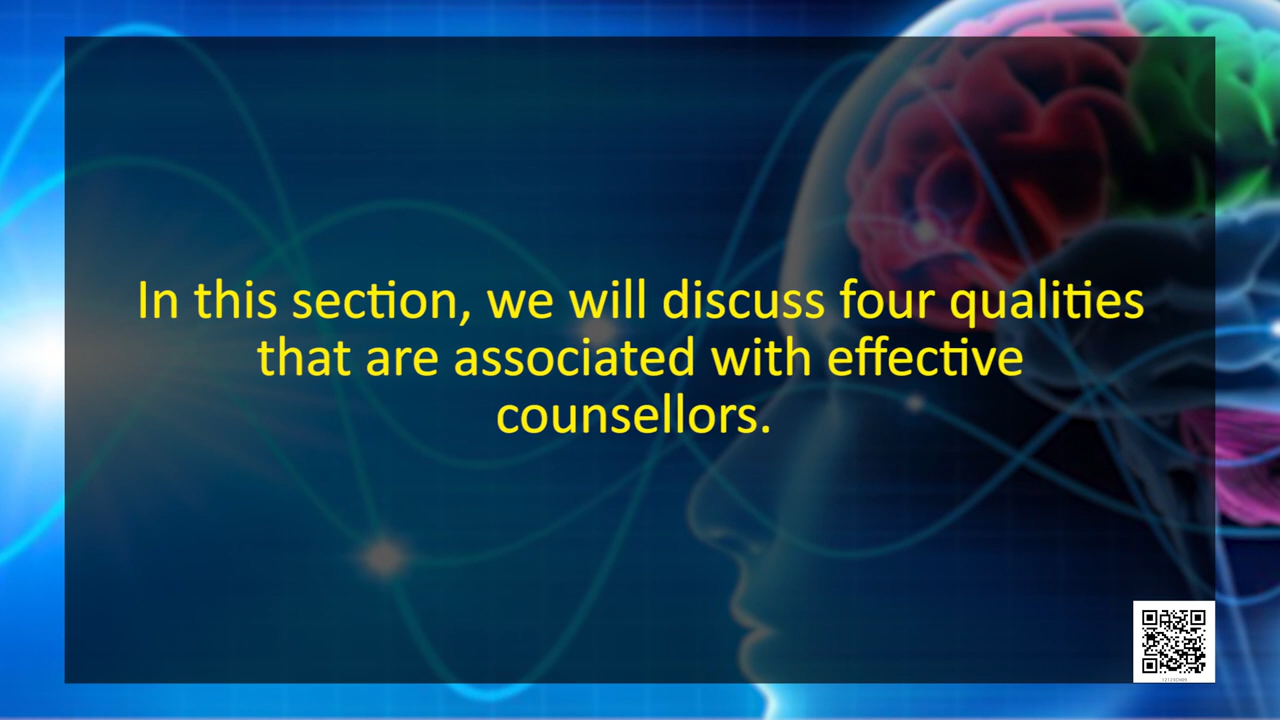 In this section, we will discuss four qualities
that are associated with effective
counsellors.